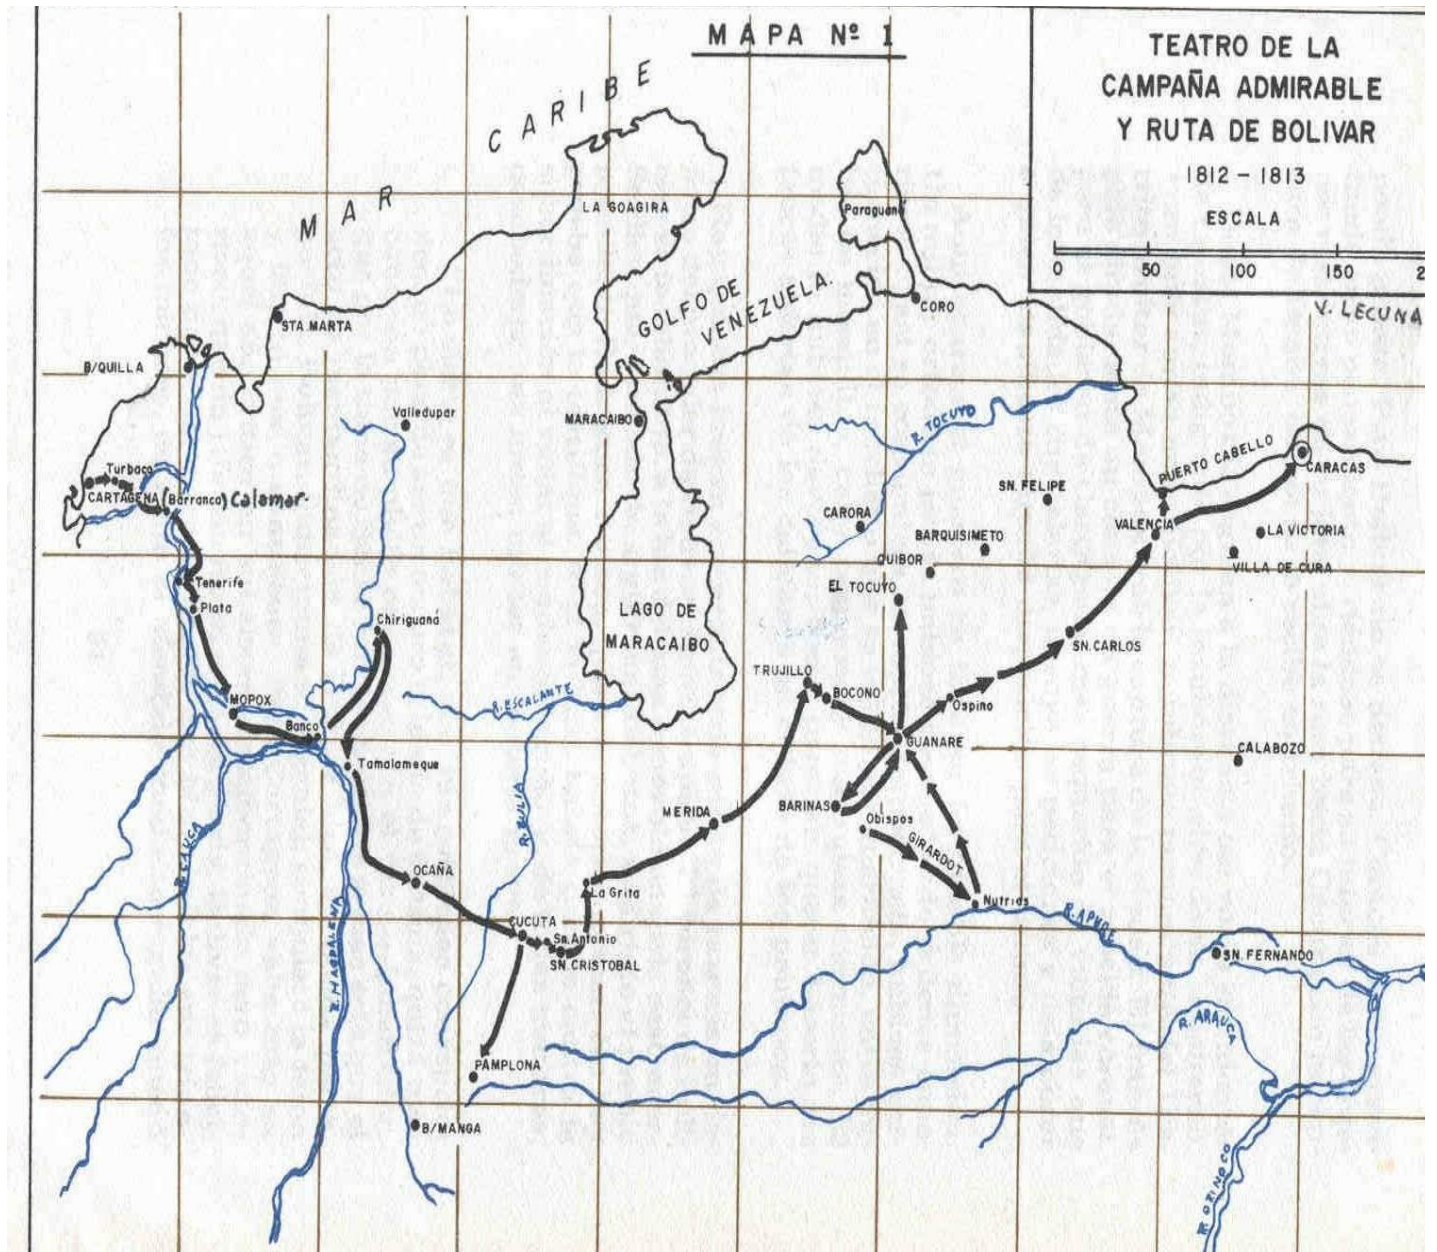 MAPA Nº 1
TEATRO DE LA
CAMPAÑA ADMIRABLE
Y RUTA DE BOLIVAR
1812 - 1813
ESCALA
0 50 100 150 2
V. LECUNA
MAR CARIBE
LA GOAGIRA
Paraguaná
GOLFO DE
VENEZUELA.
CORO
STA. MARTA
B/QUILLA
Valledupar
MARACAIBO
R. TOCUYO
PUERTO CABELLO
CARACAS
Turbaco
CARTAGENA (Barranca) Calamar.
SN. FELIPE
CARORA
VALENCIA
LA VICTORIA
BARQUISIMETO
VILLA DE CURA
QUIBOR
EL TOCUYO
Tenerife
Plata
Chiriguaná
LAGO DE
MARACAIBO
SN. CARLOS
TRUJILLO
BOCONO
R. ESCALANTE
MOPOX
Banco
Ospino
GUANARE
Tamalameque
CALABOZO
R. ZULIA
MERIDA
BARINAS
Obispos
GIRARDOT
R. CAUCA
OCAÑA
La Grita
Nutrias
R. APURE
CUCUTA
Sn. Antonio
SN. CRISTOBAL
R. MAGDALENA
SN. FERNANDO
R. ARAUCA
PAMPLONA
B/MANGA
R. ORINOCO